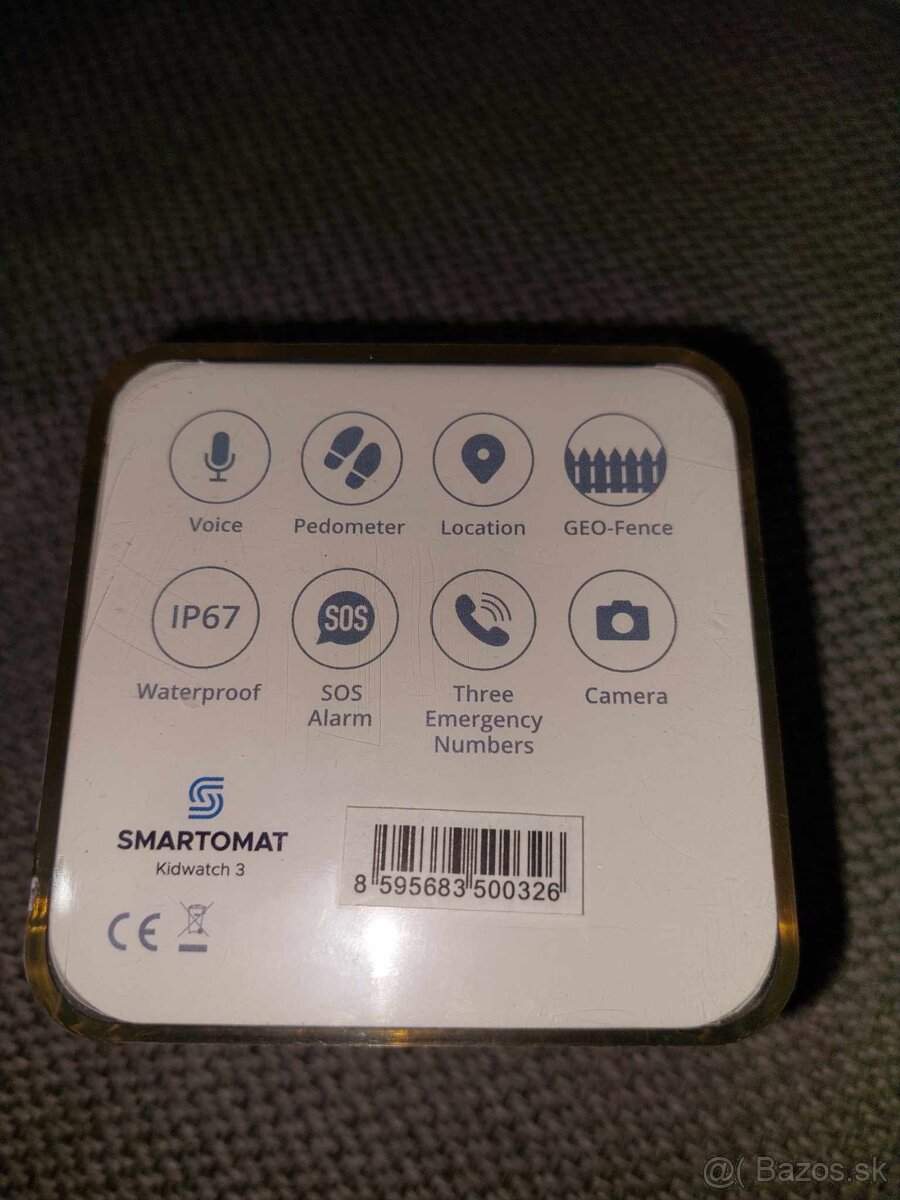 Voice
Pedometer
Location
GEO-Fence
IP67
SOS
Waterproof
SOS
Alarm
Three
Emergency
Numbers
Camera
SMARTOMAT
Kidwatch 3
8 595683 500326
CE
@( Bazos.sk